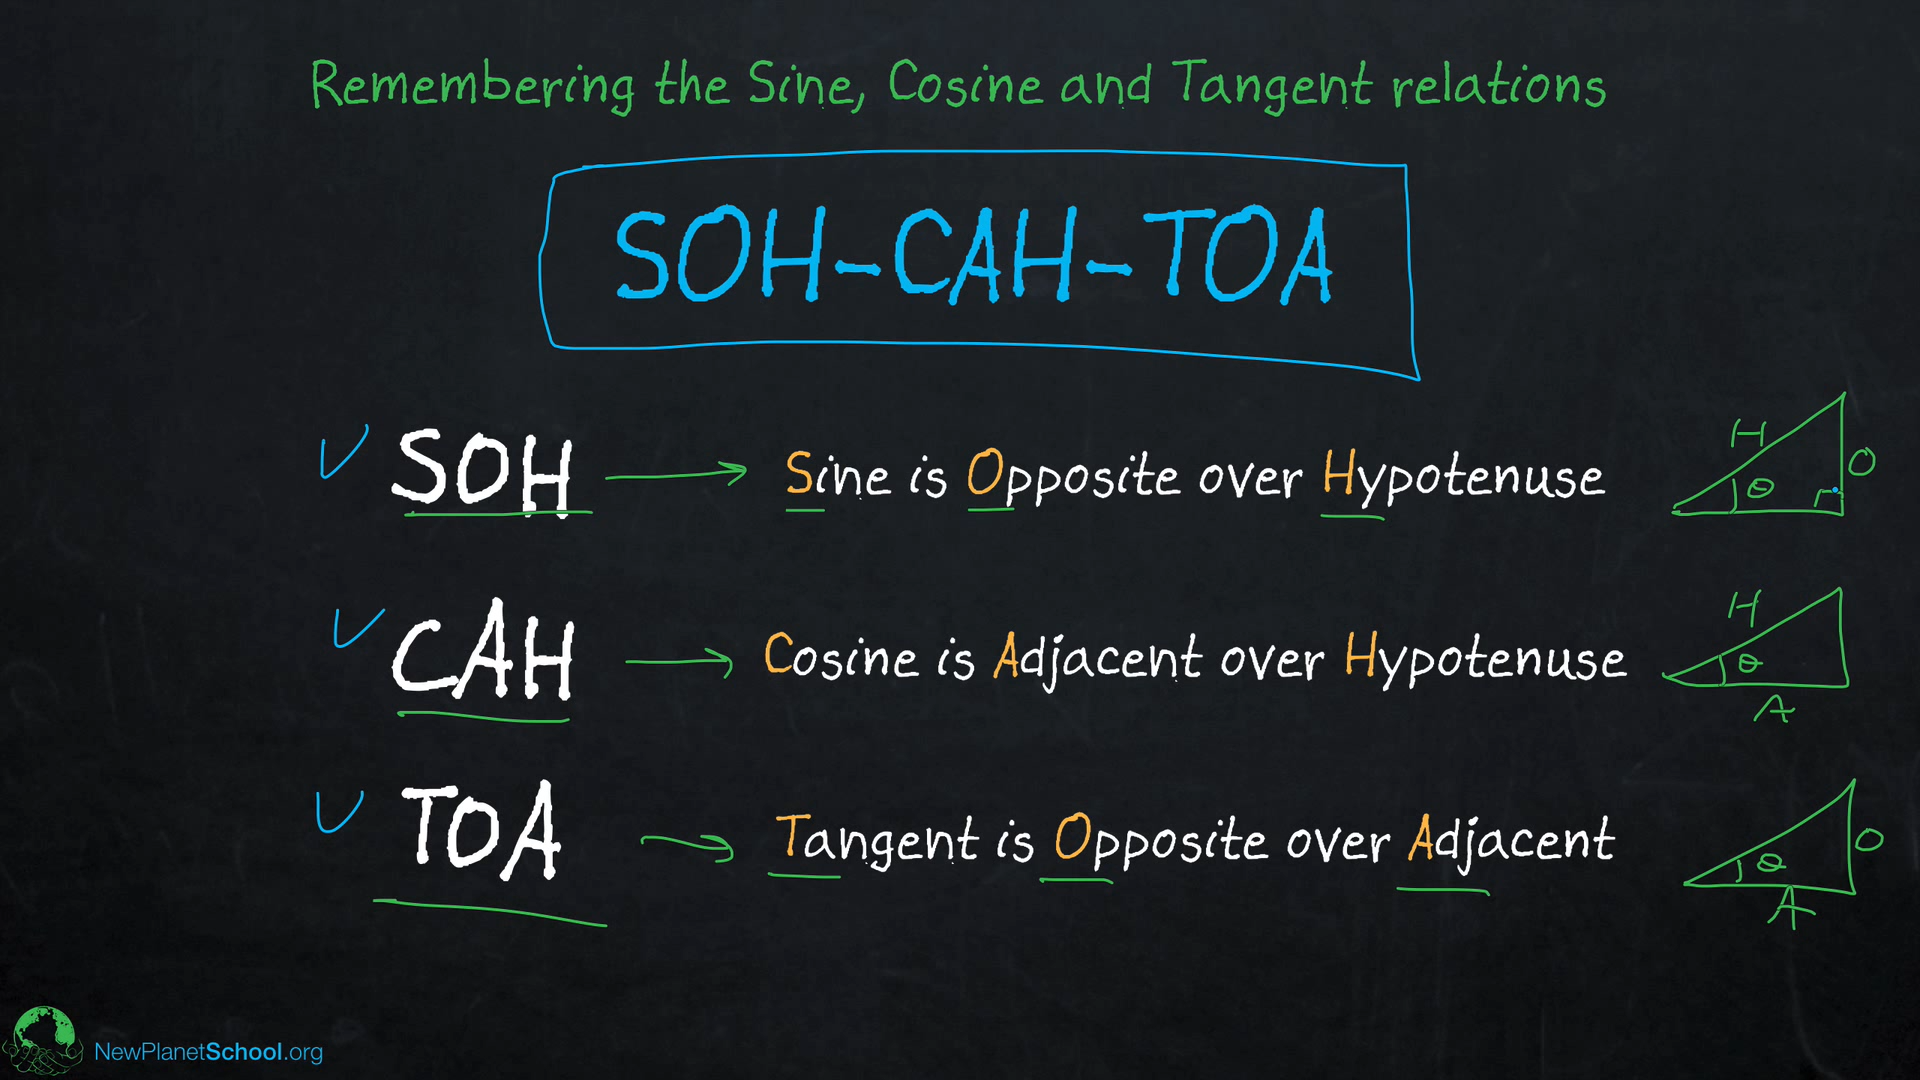 Remembering the Sine, Cosine and Tangent relations
SOH-CAH-TOA
SOH → Sine is Opposite over Hypotenuse
H
O
θ
CAH → Cosine is Adjacent over Hypotenuse
H
θ
A
TOA → Tangent is Opposite over Adjacent
O
θ
A
NewPlanetSchool.org